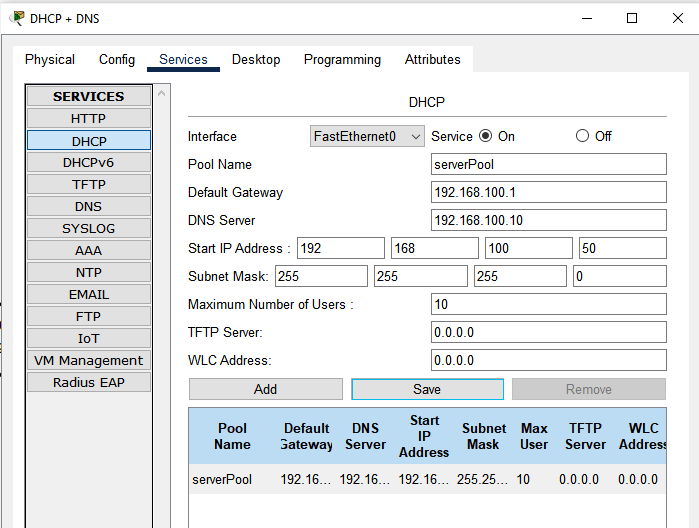 DHCP + DNS
Physical Config Services Desktop Programming Attributes
SERVICES
HTTP
DHCP
DHCPv6
TFTP
DNS
SYSLOG
AAA
NTP
EMAIL
FTP
IoT
VM Management
Radius EAP
DHCP
Interface FastEthernet0 Service On Off
Pool Name serverPool
Default Gateway 192.168.100.1
DNS Server 192.168.100.10
Start IP Address : 192 168 100 50
Subnet Mask: 255 255 255 0
Maximum Number of Users : 10
TFTP Server: 0.0.0.0
WLC Address: 0.0.0.0
Add Save Remove
Pool Name Default Gateway DNS Server Start IP Address Subnet Mask Max User TFTP Server WLC Address
serverPool 192.16... 192.16... 192.16... 255.25... 10 0.0.0.0 0.0.0.0